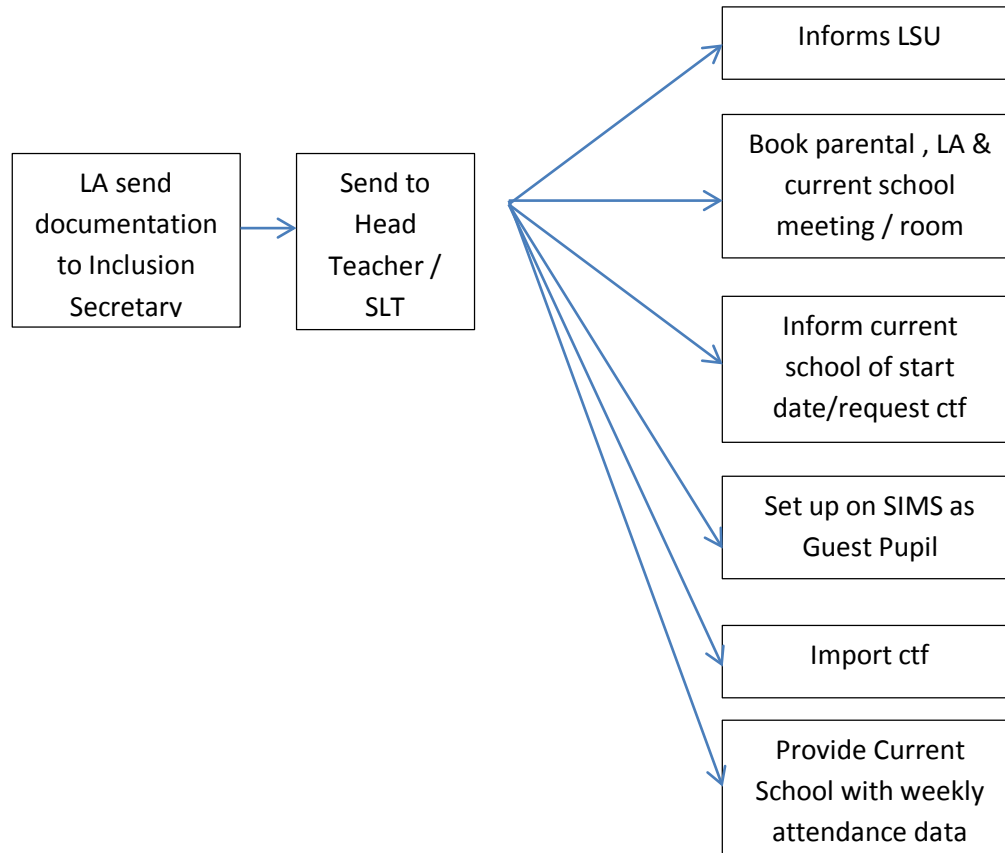 LA send
documentation
to Inclusion
Secretary
Send to
Head
Teacher /
SLT
Informs LSU
Book parental , LA &
current school
meeting / room
Inform current
school of start
date/request ctf
Set up on SIMS as
Guest Pupil
Import ctf
Provide Current
School with weekly
attendance data